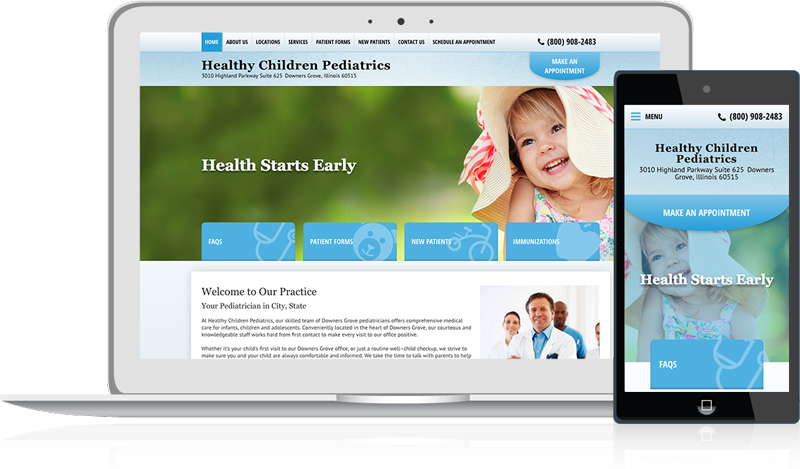 HOME ABOUT US LOCATIONS SERVICES PATIENT FORMS NEW PATIENTS CONTACT US SCHEDULE AN APPOINTMENT (800) 908-2483
Healthy Children Pediatrics
3010 Highland Parkway Suite 625 Downers Grove, Illinois 60515
MAKE AN
APPOINTMENT
Health Starts Early
FAQS PATIENT FORMS NEW PATIENTS IMMUNIZATIONS
Welcome to Our Practice
Your Pediatrician in City, State
At Healthy Children Pediatrics, our skilled team of Downers Grove pediatricians offers comprehensive medical
care for infants, children and adolescents. Conveniently located in the heart of Downers Grove, our courteous and
knowledgeable staff works hard from first contact to make every visit to our office positive.
Whether it's your child's first visit to our Downers Grove office, or just a routine well-child checkup, we strive to
make sure you and your child are always comfortable and informed. We take the time to talk with parents to help
MENU (800) 908-2483
Healthy Children
Pediatrics
3010 Highland Parkway Suite 625 Downers
Grove, Illinois 60515
MAKE AN APPOINTMENT
Health Starts Early
FAQS